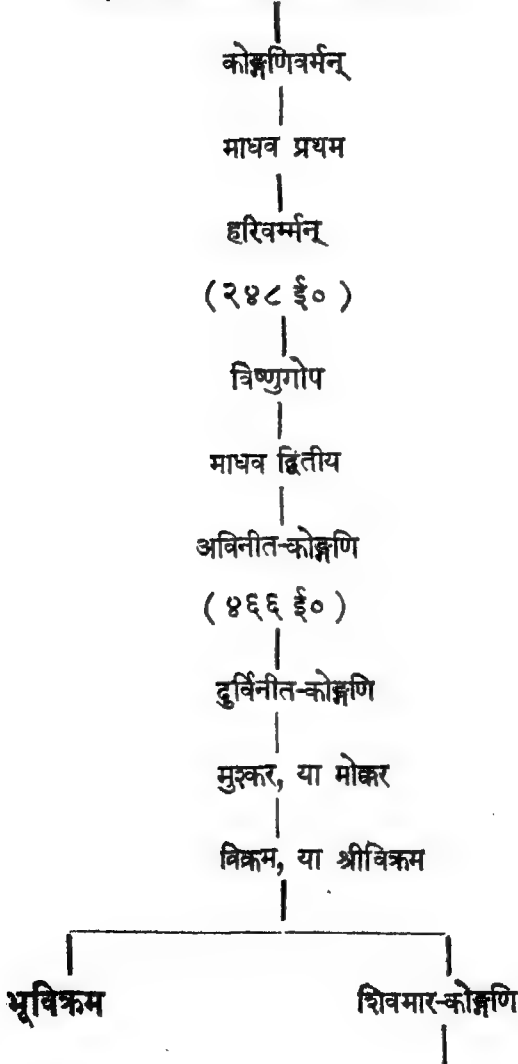 कोङ्गणिवर्मन्
माधव प्रथम
हरिवर्म्मन्
(२४८ ई०)
विष्णुगोप
माधव द्वितीय
अविनीत-कोङ्गणि
(४६६ ई०)
दुर्विनीत-कोङ्गणि
मुश्कर, या मोक्कर
विक्रम, या श्रीविक्रम
भूविक्रम शिवमार-कोङ्गणि